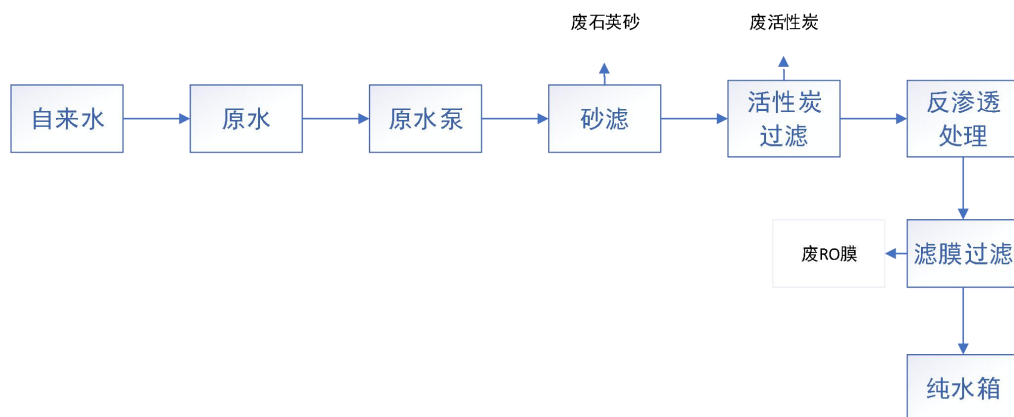 废石英砂
废活性炭
自来水
原水
原水泵
砂滤
活性炭
过滤
反渗透
处理
废RO膜
滤膜过滤
纯水箱